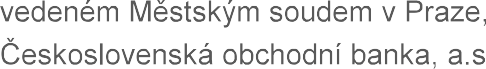 vedeném Městským soudem v Praze,
Československá obchodní banka, a.s